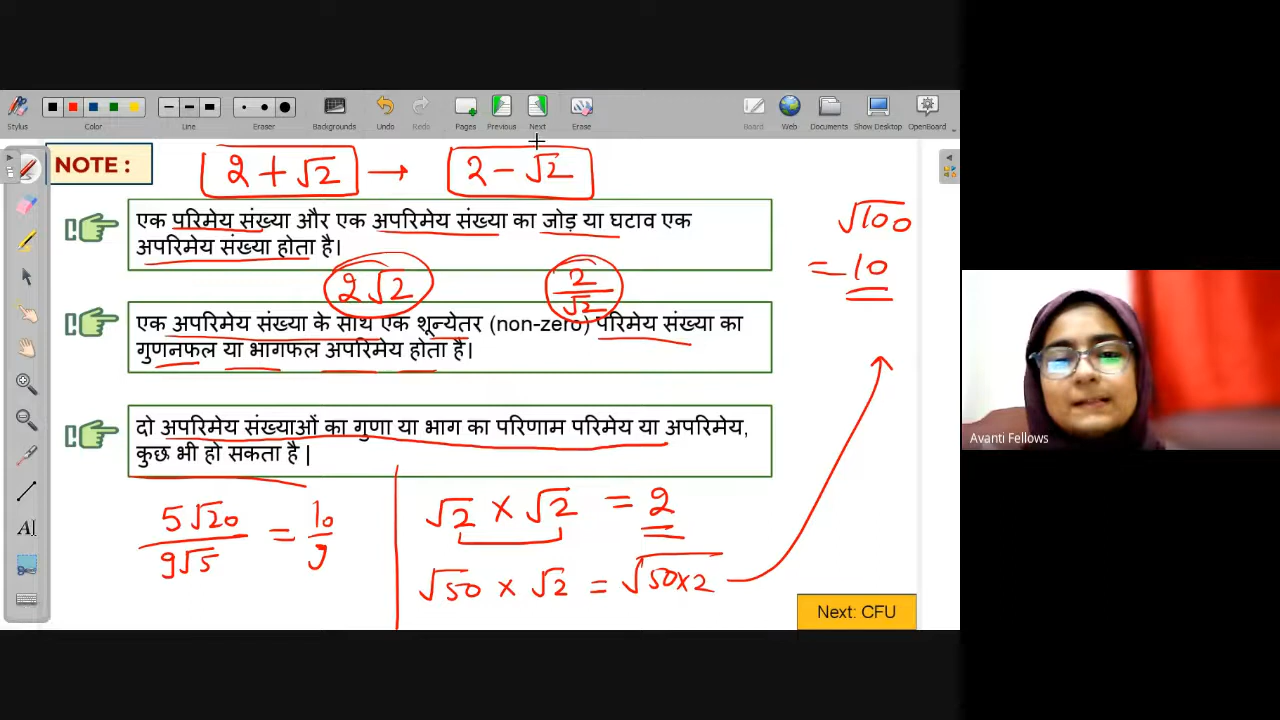 Stylus Color Line Eraser Backgrounds Undo Redo Pages Previous Next Erase Board Web Documents Show Desktop OpenBoard
NOTE :
2 + √2 → 2 - √2
एक परिमेय संख्या और एक अपरिमेय संख्या का जोड़ या घटाव एक
अपरिमेय संख्या होता है।
√100
= 10
2√2
2/√2
एक अपरिमेय संख्या के साथ एक शून्येतर (non-zero) परिमेय संख्या का
गुणनफल या भागफल अपरिमेय होता है।
दो अपरिमेय संख्याओं का गुणा या भाग का परिणाम परिमेय या अपरिमेय,
कुछ भी हो सकता है |
5√20/9√5 = 10/9
√2 × √2 = 2
√50 × √2 = √50×2
Next: CFU
Avanti Fellows